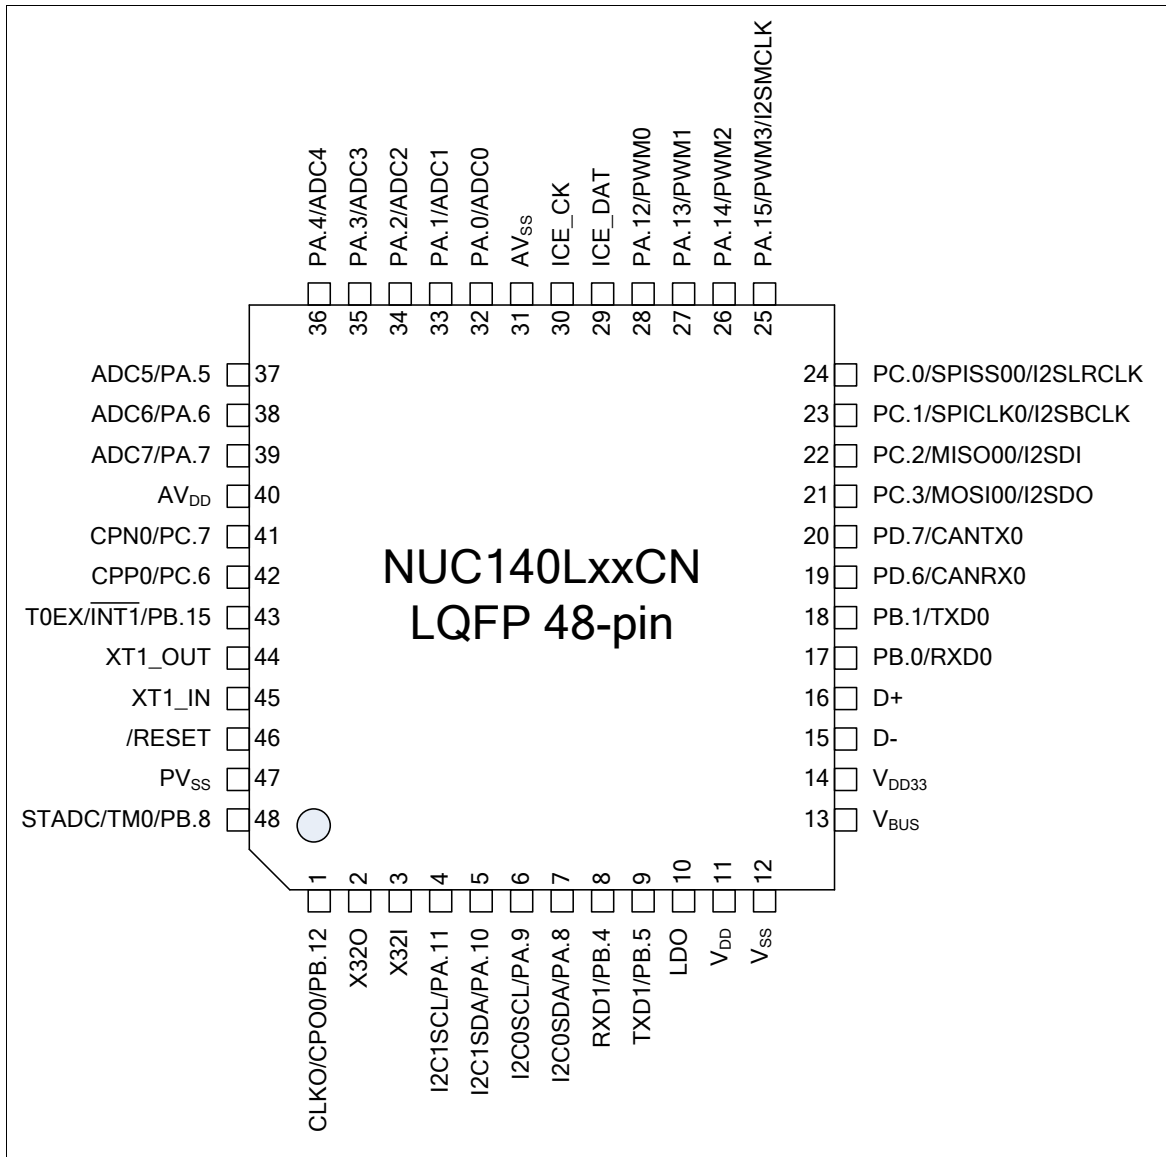 PA.4/ADC4
PA.3/ADC3
PA.2/ADC2
PA.1/ADC1
PA.0/ADC0
AVSS
ICE_CK
ICE_DAT
PA.12/PWM0
PA.13/PWM1
PA.14/PWM2
PA.15/PWM3/I2SMCLK
36
35
34
33
32
31
30
29
28
27
26
25
ADC5/PA.5 37
ADC6/PA.6 38
ADC7/PA.7 39
AVDD 40
CPN0/PC.7 41
CPP0/PC.6 42
T0EX/INT1/PB.15 43
XT1_OUT 44
XT1_IN 45
/RESET 46
PVSS 47
STADC/TM0/PB.8 48
NUC140LxxCN
LQFP 48-pin
24 PC.0/SPISS00/I2SLRCLK
23 PC.1/SPICLK0/I2SBCLK
22 PC.2/MISO00/I2SDI
21 PC.3/MOSI00/I2SDO
20 PD.7/CANTX0
19 PD.6/CANRX0
18 PB.1/TXD0
17 PB.0/RXD0
16 D+
15 D-
14 VDD33
13 VBUS
1
2
3
4
5
6
7
8
9
10
11
12
CLKO/CPO0/PB.12
X32O
X32I
I2C1SCL/PA.11
I2C1SDA/PA.10
I2C0SCL/PA.9
I2C0SDA/PA.8
RXD1/PB.4
TXD1/PB.5
LDO
VDD
VSS